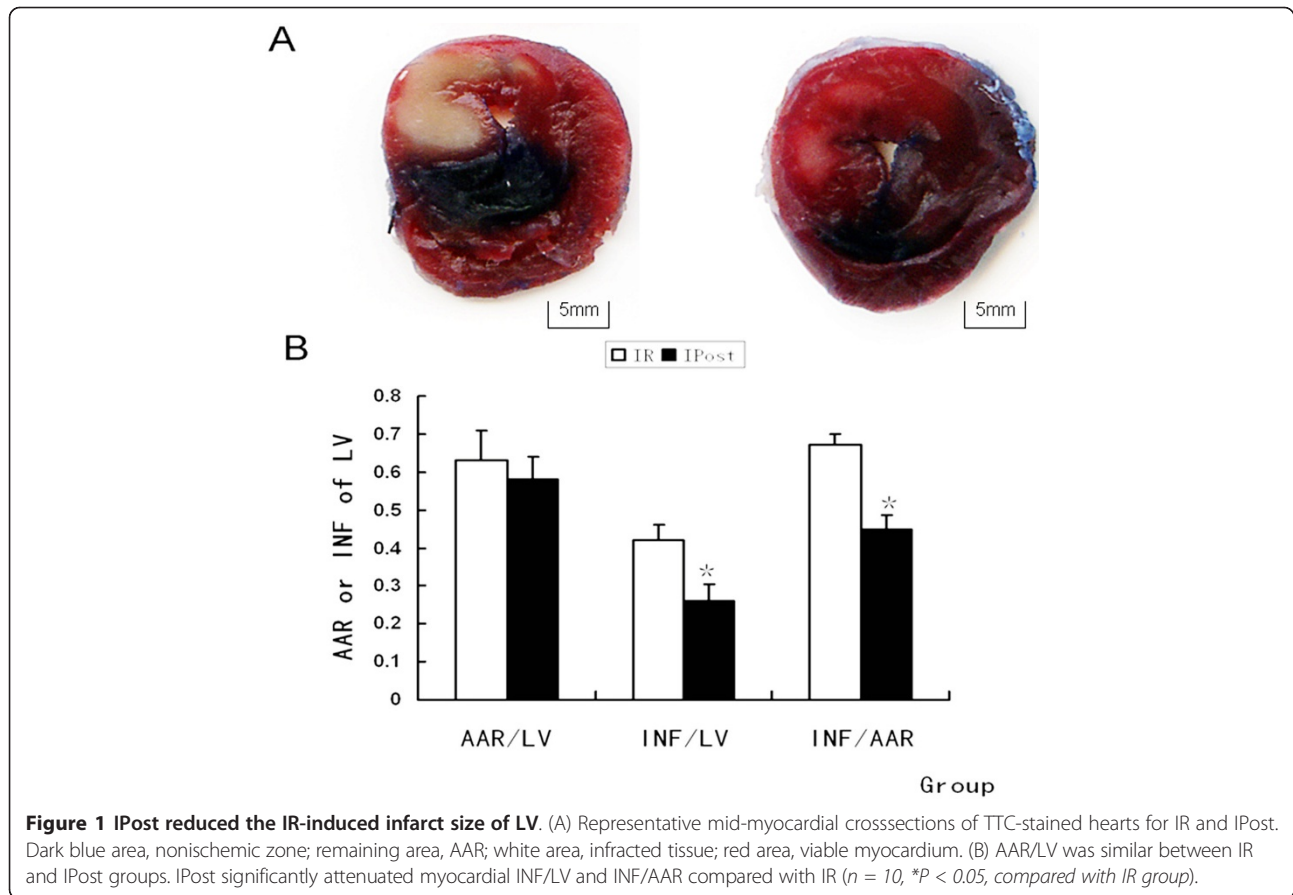 A
5mm
5mm
B
IR IPost
AAR or INF of LV
0.8
0.7
0.6
0.5
0.4
0.3
0.2
0.1
0
*
*
AAR/LV INF/LV INF/AAR
Group
Figure 1 IPost reduced the IR-induced infarct size of LV. (A) Representative mid-myocardial crosssections of TTC-stained hearts for IR and IPost.
Dark blue area, nonischemic zone; remaining area, AAR; white area, infracted tissue; red area, viable myocardium. (B) AAR/LV was similar between IR
and IPost groups. IPost significantly attenuated myocardial INF/LV and INF/AAR compared with IR (n = 10, *P < 0.05, compared with IR group).